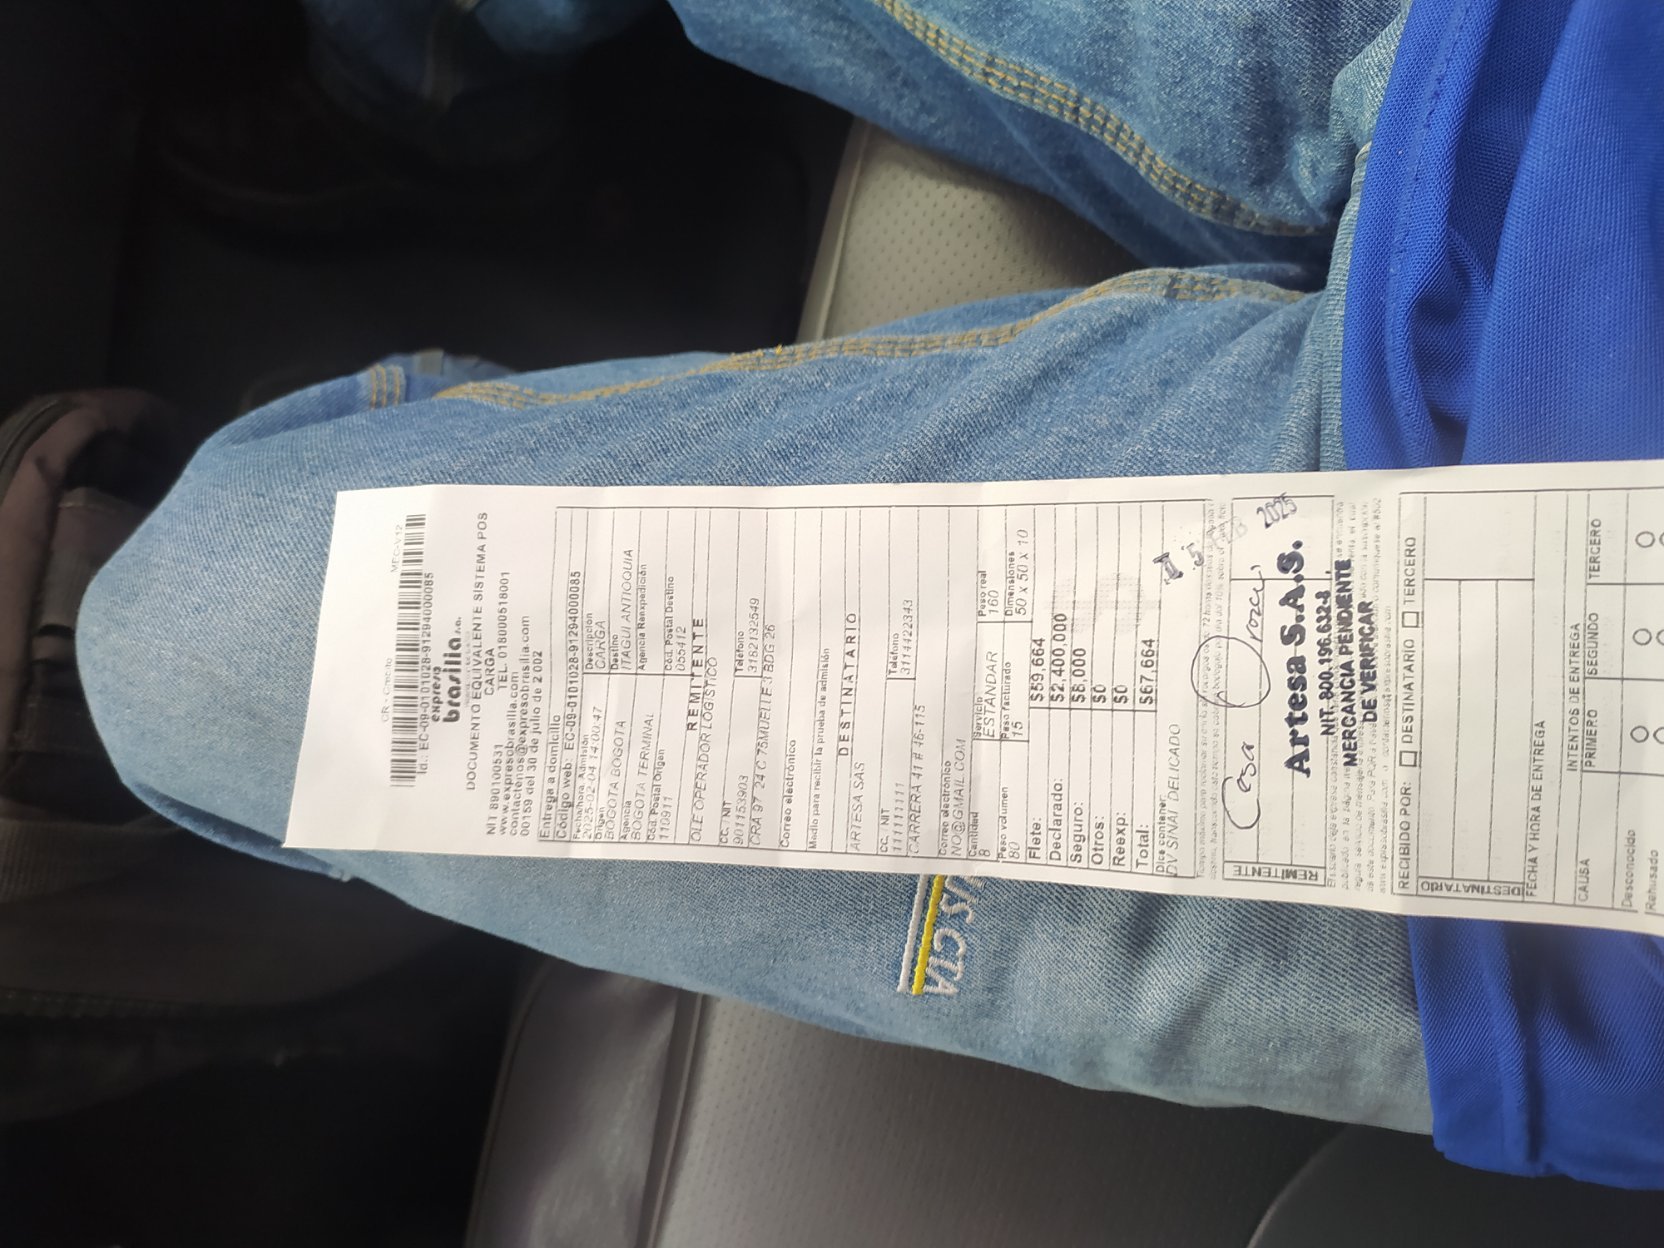 CR - Credito
MEC-V12
Id.: EC-09-0101028-91294000085
expreso
brasilia s.a.
DOCUMENTO EQUIVALENTE SISTEMA POS
CARGA
NIT 890100531 TEL. 018000518001
www.expresobrasilia.com
contactenos@expresobrasilia.com
00159 del 30 de julio de 2 002
Entrega a domicilio
Código web: EC-09-0101028-91294000085
Fecha/hora Admisión Descripción
2025-02-04 14:00:47 CARGA
Origen Destino
BOGOTA BOGOTA ITAGUI ANTIOQUIA
Agencia Agencia Reexpedición
BOGOTA TERMINAL
Cód. Postal Origen Cód. Postal Destino
110911 055412
REMITENTE
OLE OPERADOR LOGISTICO
CC / NIT Teléfono
901153903 3162132549
CRA 97 24 C 75MUELLE 3 BDG 26
Correo electrónico
Medio para recibir la prueba de admisión
DESTINATARIO
ARTESA SAS
CC / NIT Teléfono
1111111111 3114422343
CARRERA 41 # 46-115
Correo electrónico
NO@GMAIL.COM
Cantidad Servicio Peso real
8 ESTANDAR 160
Peso volumen Peso facturado Dimensiones
80 15 50 x 50 x 10
Flete: $59,664
Declarado: $2,400,000
Seguro: $8,000
Otros: $0
Reexp: $0
Total: $67,664
Dice contener:
DV SINAI DELICADO
2025
REMITENTE
Artesa S.A.S.
NIT. 800.196.632-8
MERCANCIA PENDIENTE
DE VERIFICAR
RECIBIDO POR: DESTINATARIO TERCERO
DESTINATARIO
FECHA Y HORA DE ENTREGA
INTENTOS DE ENTREGA
CAUSA PRIMERO SEGUNDO TERCERO
Desconocido
Rehusado
US CIA